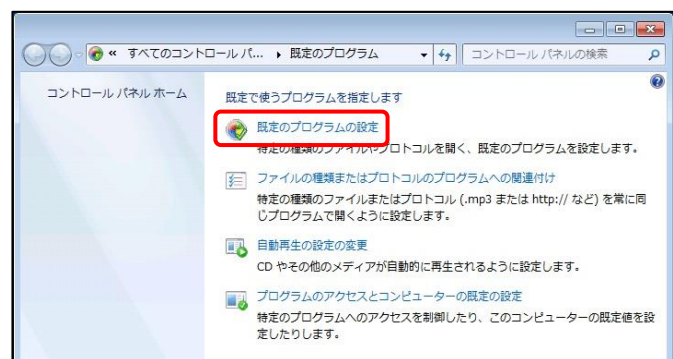 « すべてのコントロール パ... ▸ 既定のプログラム
コントロール パネルの検索
コントロール パネル ホーム
既定で使うプログラムを指定します
既定のプログラムの設定
特定の種類のファイルやプロトコルを開く、既定のプログラムを設定します。
ファイルの種類またはプロトコルのプログラムへの関連付け
特定の種類のファイルまたはプロトコル (.mp3 または http:// など) を常に同
じプログラムで開くように設定します。
自動再生の設定の変更
CD やその他のメディアが自動的に再生されるように設定します。
プログラムのアクセスとコンピューターの既定の設定
特定のプログラムへのアクセスを制御したり、このコンピューターの既定値を設
定したりします。